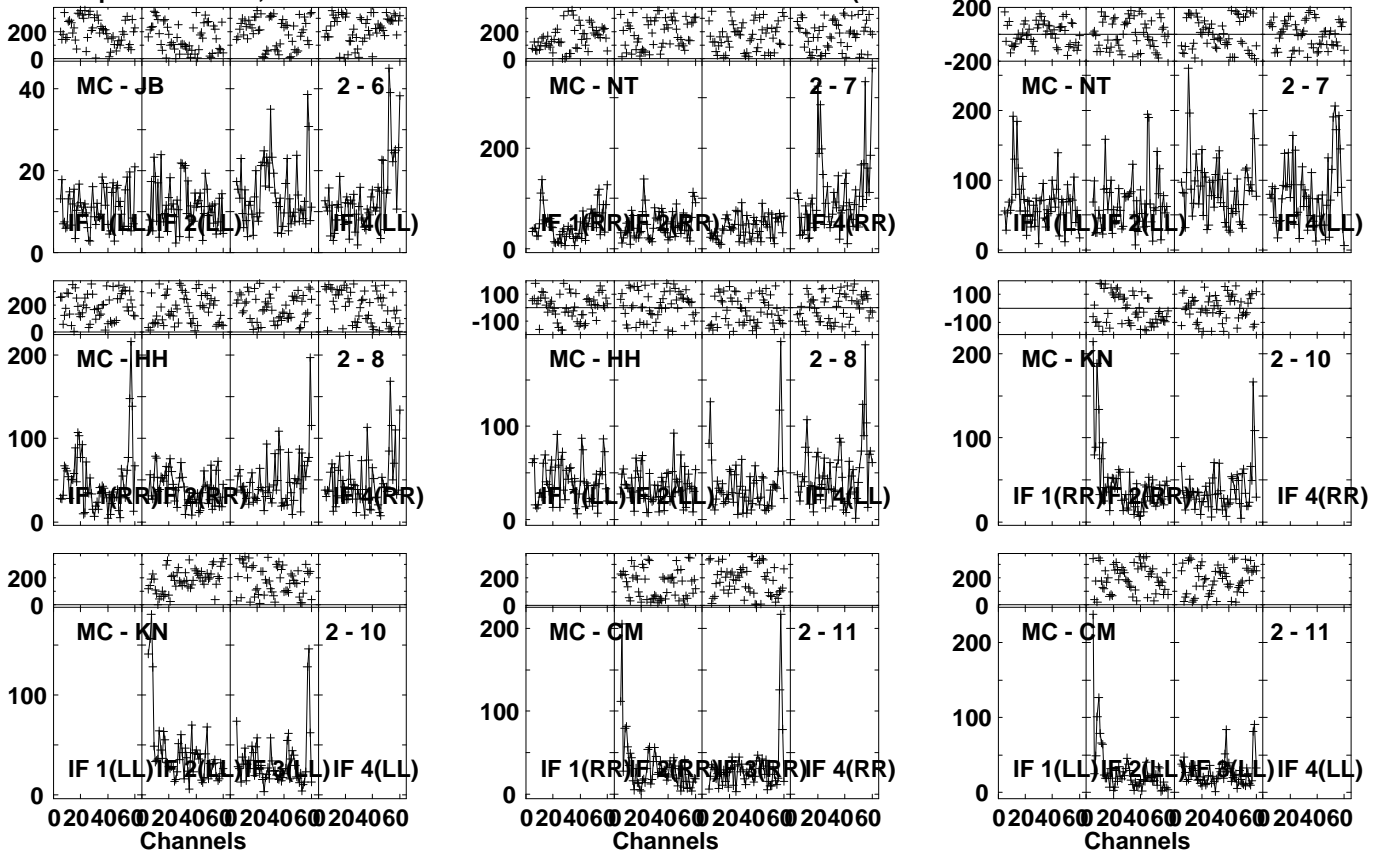 200 200 200
0 0 -200
MC - JB 2 - 6 MC - NT 2 - 7 MC - NT 2 - 7
40
20
0
200
0
200
100
0
IF 1(LL) IF 2(LL) IF 4(LL) IF 1(RR) IF 2(RR) IF 4(RR) IF 1(LL) IF 2(LL) IF 4(LL)
200 100 100
0 -100 -100
MC - HH 2 - 8 MC - HH 2 - 8 MC - KN 2 - 10
200
100
0
100
0
200
100
0
IF 1(RR) IF 2(RR) IF 4(RR) IF 1(LL) IF 2(LL) IF 4(LL) IF 1(RR) IF 2(RR) IF 4(RR)
200 200 200
0 0 0
MC - KN 2 - 10 MC - CM 2 - 11 MC - CM 2 - 11
100
0
200
100
0
200
100
0
IF 1(LL) IF 2(LL) IF 3(LL) IF 4(LL) IF 1(RR) IF 2(RR) IF 3(RR) IF 4(RR) IF 1(LL) IF 2(LL) IF 3(LL) IF 4(LL)
0 20 40 60 0 20 40 60 0 20 40 60 0 20 40 60 0 20 40 60 0 20 40 60 0 20 40 60 0 20 40 60 0 20 40 60 0 20 40 60 0 20 40 60 0 20 40 60
Channels Channels Channels